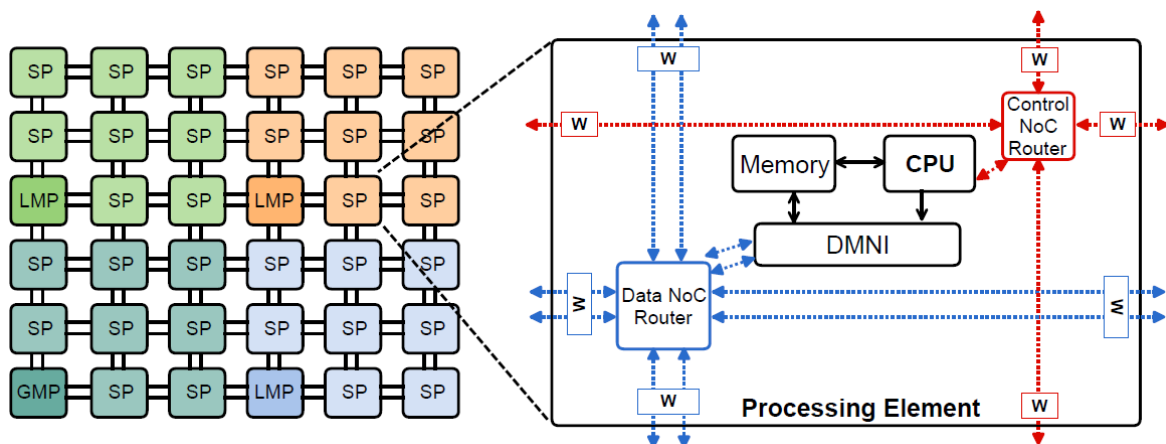 SP SP SP SP SP SP
SP SP SP SP SP SP
LMP SP SP LMP SP SP
SP SP SP SP SP SP
SP SP SP SP SP SP
GMP SP SP LMP SP SP
W
W
W
W
Control
NoC
Router
Memory
CPU
DMNI
W
Data NoC
Router
W
W
W
Processing Element